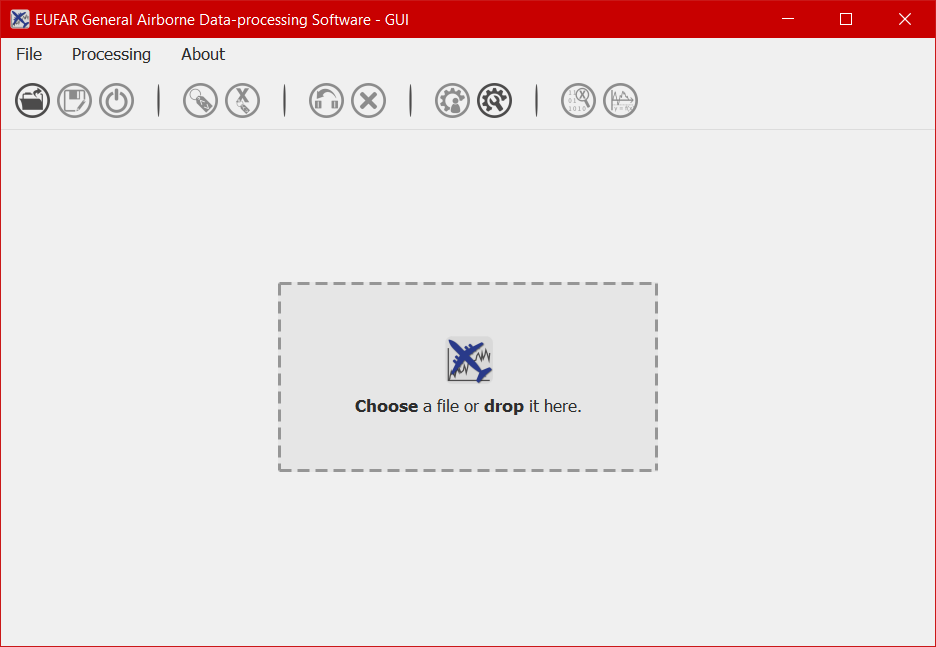 EUFAR General Airborne Data-processing Software - GUI
File Processing About
Choose a file or drop it here.